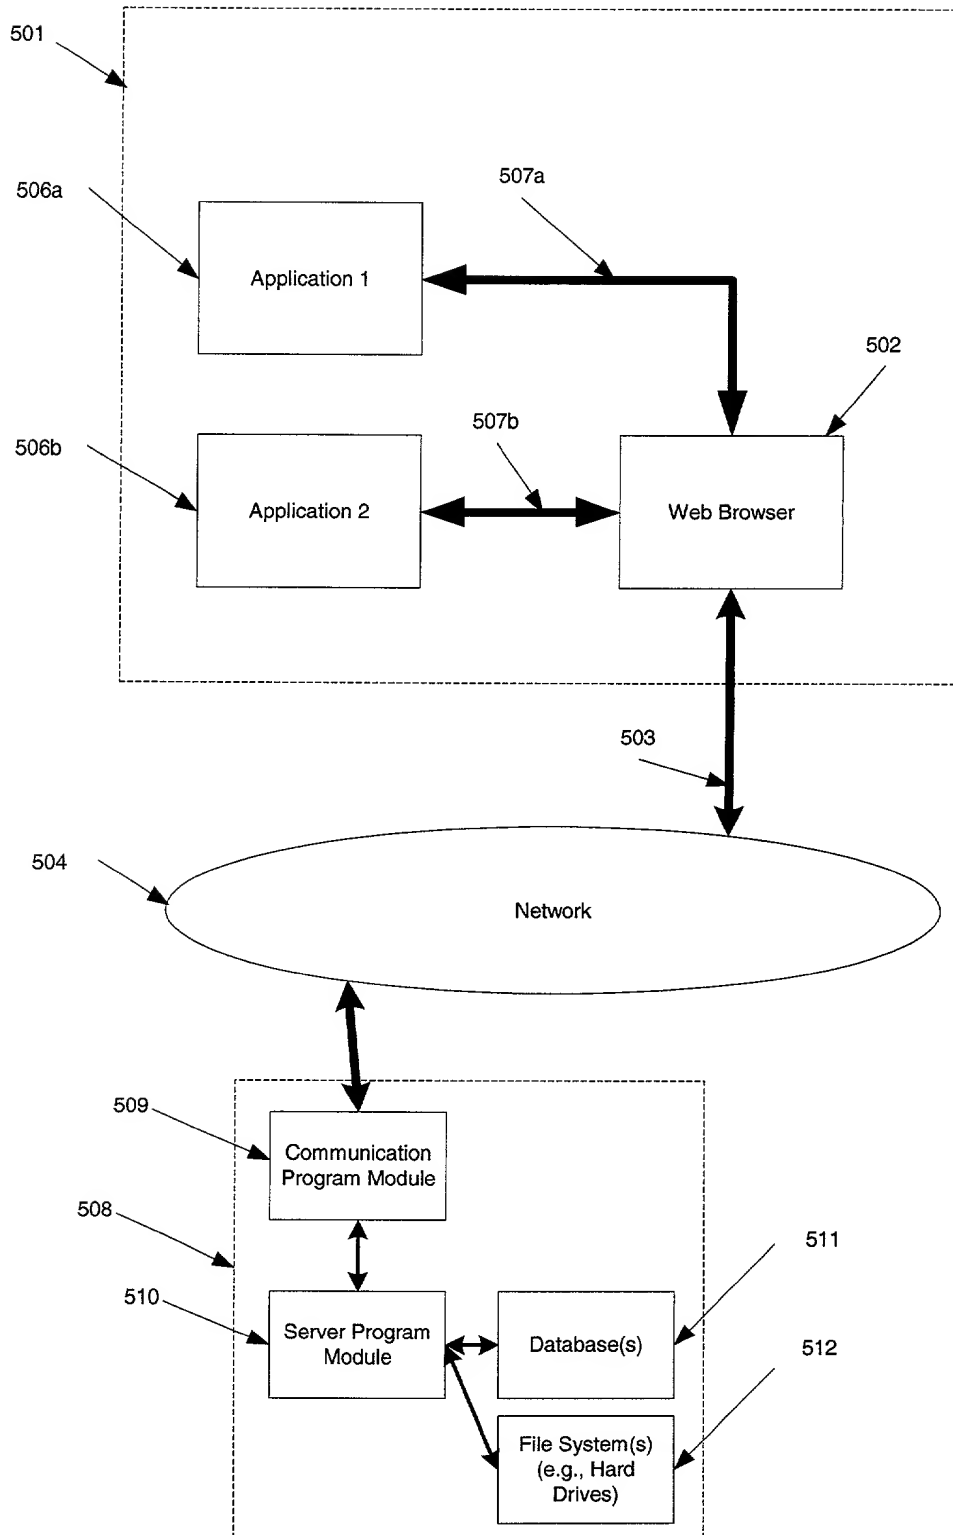 501
506a
507a
Application 1
502
506b
507b
Application 2
Web Browser
503
504
Network
509
Communication
Program Module
508
511
510
Server Program
Module
Database(s)
512
File System(s)
(e.g., Hard
Drives)